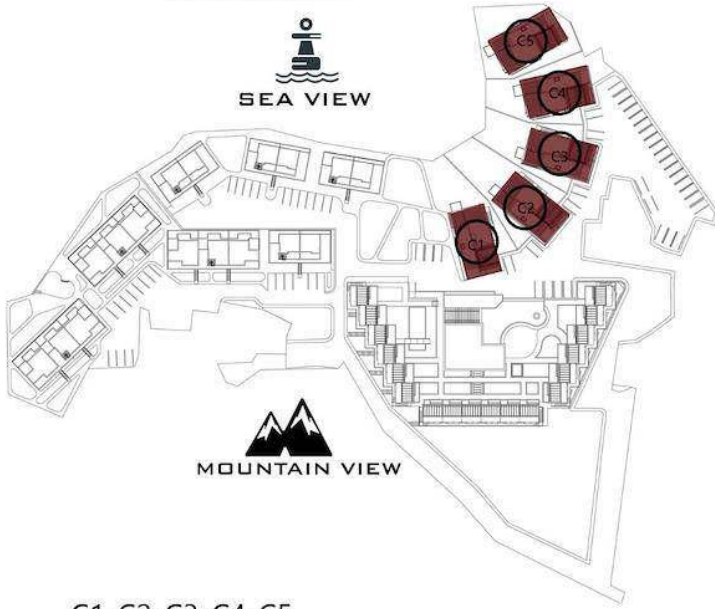 SEA VIEW
C5
C4
C3
C2
C1
MOUNTAIN VIEW
C1, C2, C3, C4, C5